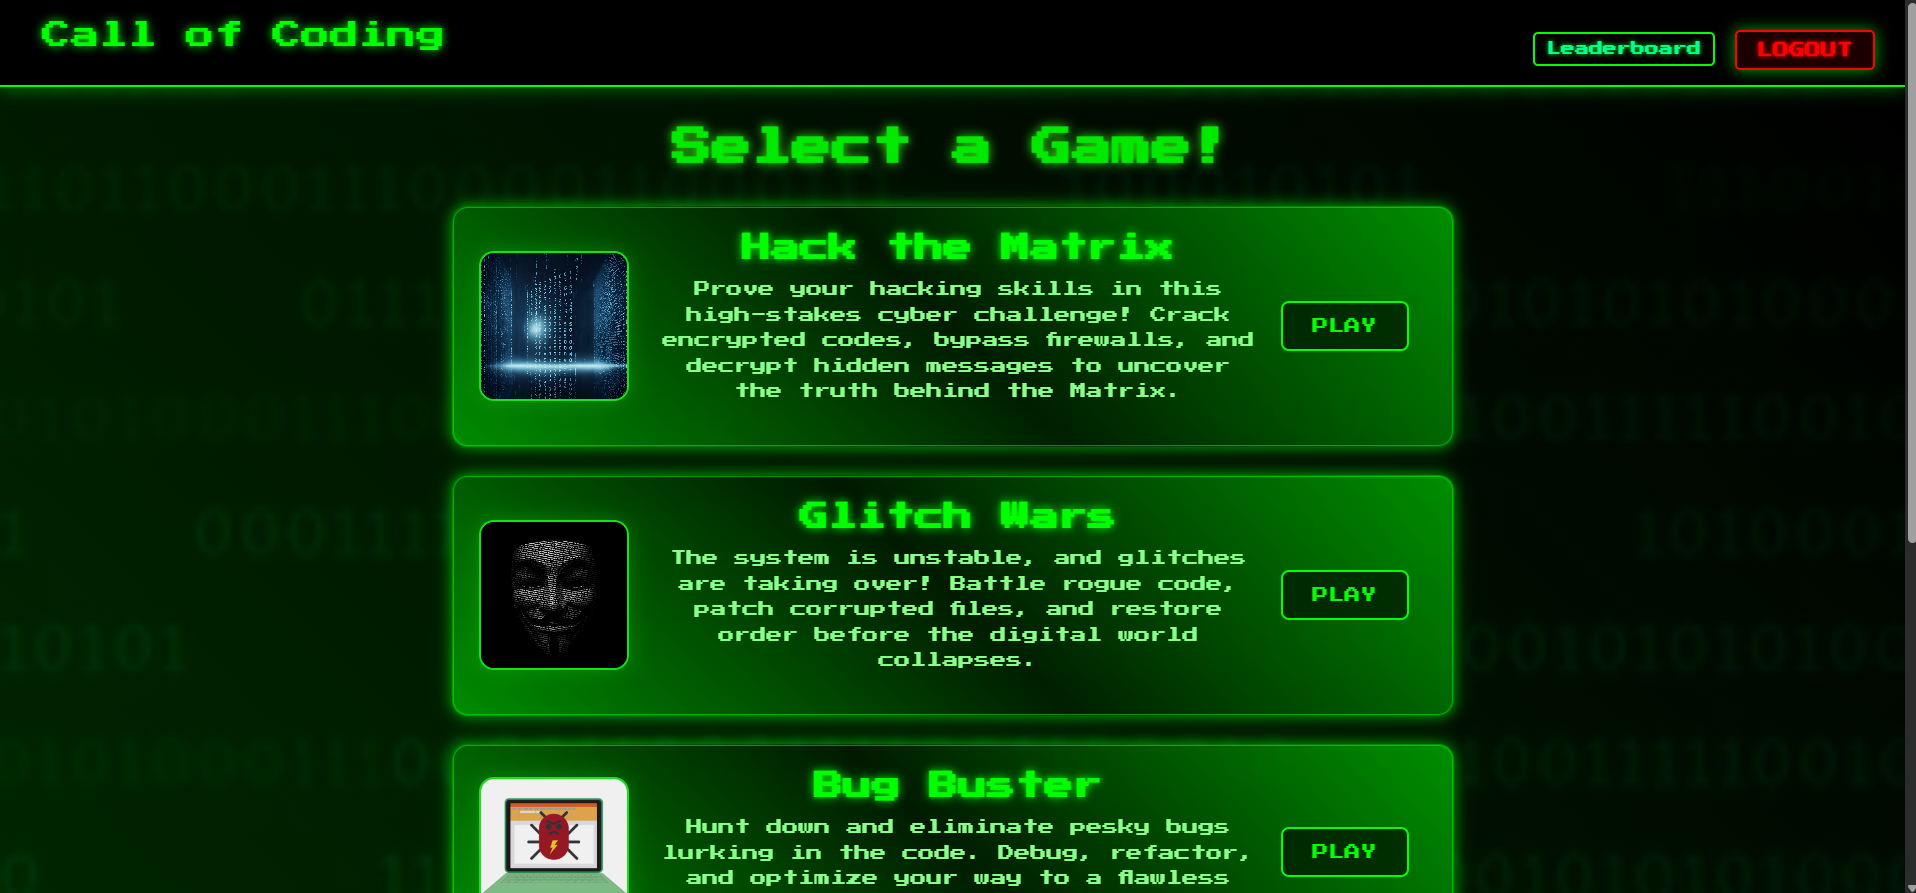 Call of Coding
Leaderboard
LOGOUT
Select a Game!
Hack the Matrix
Prove your hacking skills in this
high-stakes cyber challenge! Crack
encrypted codes, bypass firewalls, and
decrypt hidden messages to uncover
the truth behind the Matrix.
PLAY
Glitch Wars
The system is unstable, and glitches
are taking over! Battle rogue code,
patch corrupted files, and restore
order before the digital world
collapses.
PLAY
Bug Buster
Hunt down and eliminate pesky bugs
lurking in the code. Debug, refactor,
and optimize your way to a flawless
PLAY